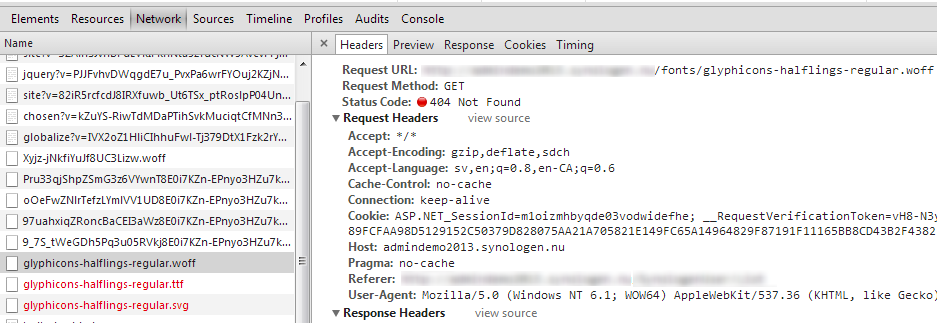 Elements Resources Network Sources Timeline Profiles Audits Console
Name
× Headers Preview Response Cookies Timing
jquery?v=PJJFvhvDWqgdE7u_PvxPa6wrFYOuj2KZjN...
site?v=82iR5rcfcdJ8IRXfuwb_Ut6TSx_ptRoslpP04Un...
chosen?v=kZuYS-RiwTdMDaPTihSvkMuciqtCfMNn3...
globalize?v=IVX2oZ1HliCIhhuFwl-Tj379DtX1Fzk2rY...
Xyjz-jNkfiYuJf8UC3Lizw.woff
Pru33qjShpZSmG3z6VYwnT8E0i7KZn-EPnyo3HZu7k...
oOeFwZNlrTefzLYmlVV1UD8E0i7KZn-EPnyo3HZu7k...
97uahxiqZRoncBaCEI3aWz8E0i7KZn-EPnyo3HZu7k...
9_7S_tWeGDh5Pq3u05RVkj8E0i7KZn-EPnyo3HZu7k...
glyphicons-halflings-regular.woff
glyphicons-halflings-regular.ttf
glyphicons-halflings-regular.svg
Request URL: /fonts/glyphicons-halflings-regular.woff
Request Method: GET
Status Code: 404 Not Found
▼ Request Headers view source
Accept: */*
Accept-Encoding: gzip,deflate,sdch
Accept-Language: sv,en;q=0.8,en-CA;q=0.6
Cache-Control: no-cache
Connection: keep-alive
Cookie: ASP.NET_SessionId=m1oizmhbyqde03vodwidefhe; __RequestVerificationToken=vH8-N3y
89FCFAA98D5129152C50379D828075AA21A705821E149FC65A14964829F87191F11165BB8CD43B2F4382
Host: admindemo2013.synologen.nu
Pragma: no-cache
Referer:
User-Agent: Mozilla/5.0 (Windows NT 6.1; WOW64) AppleWebKit/537.36 (KHTML, like Gecko)
▼ Response Headers view source